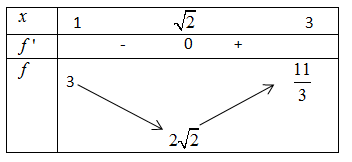 x 1 √2 3
f ' - 0 + 
f 3 2√2 11/3